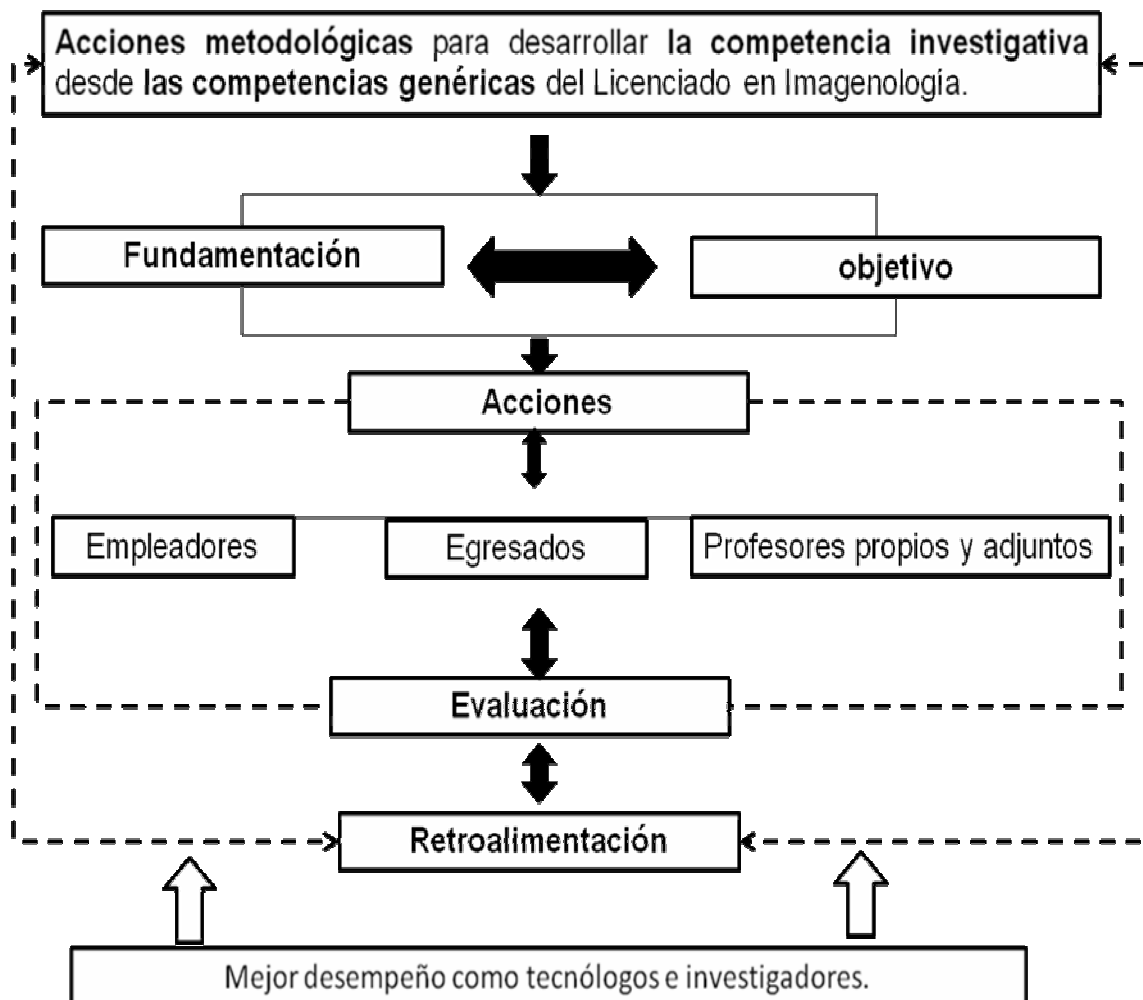 Acciones metodológicas para desarrollar la competencia investigativa
desde las competencias genéricas del Licenciado en Imagenología.
Fundamentación
objetivo
Acciones
Empleadores
Egresados
Profesores propios y adjuntos
Evaluación
Retroalimentación
Mejor desempeño como tecnólogos e investigadores.